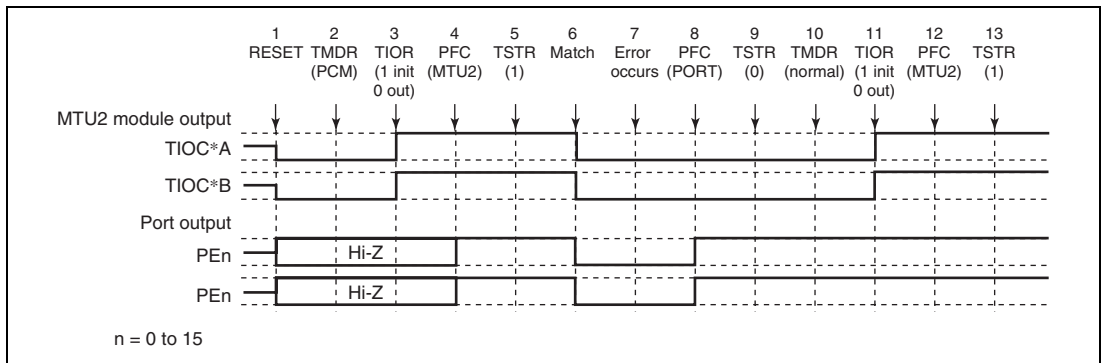 1 2 3 4 5 6 7 8 9 10 11 12 13
RESET TMDR TIOR PFC TSTR Match Error PFC TSTR TMDR TIOR PFC TSTR
(PCM) (1 init (MTU2) (1) occurs (PORT) (0) (normal) (1 init (MTU2) (1)
0 out) 0 out)
MTU2 module output
TIOC*A
TIOC*B
Port output
PEn Hi-Z
PEn Hi-Z
n = 0 to 15